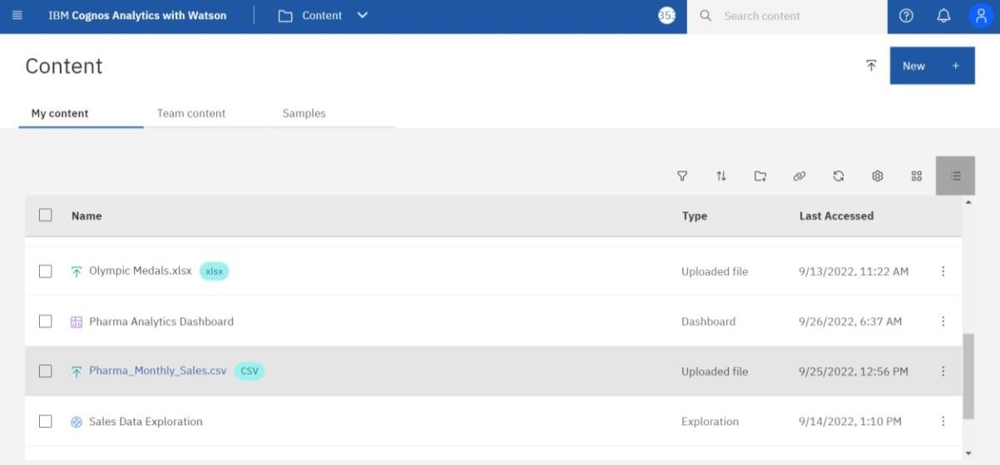 IBM Cognos Analytics with Watson Content 353 Search content
Content New +
My content Team content Samples
Name Type Last Accessed
Olympic Medals.xlsx xlsx Uploaded file 9/13/2022, 11:22 AM
Pharma Analytics Dashboard Dashboard 9/26/2022, 6:37 AM
Pharma_Monthly_Sales.csv CSV Uploaded file 9/25/2022, 12:56 PM
Sales Data Exploration Exploration 9/14/2022, 1:10 PM